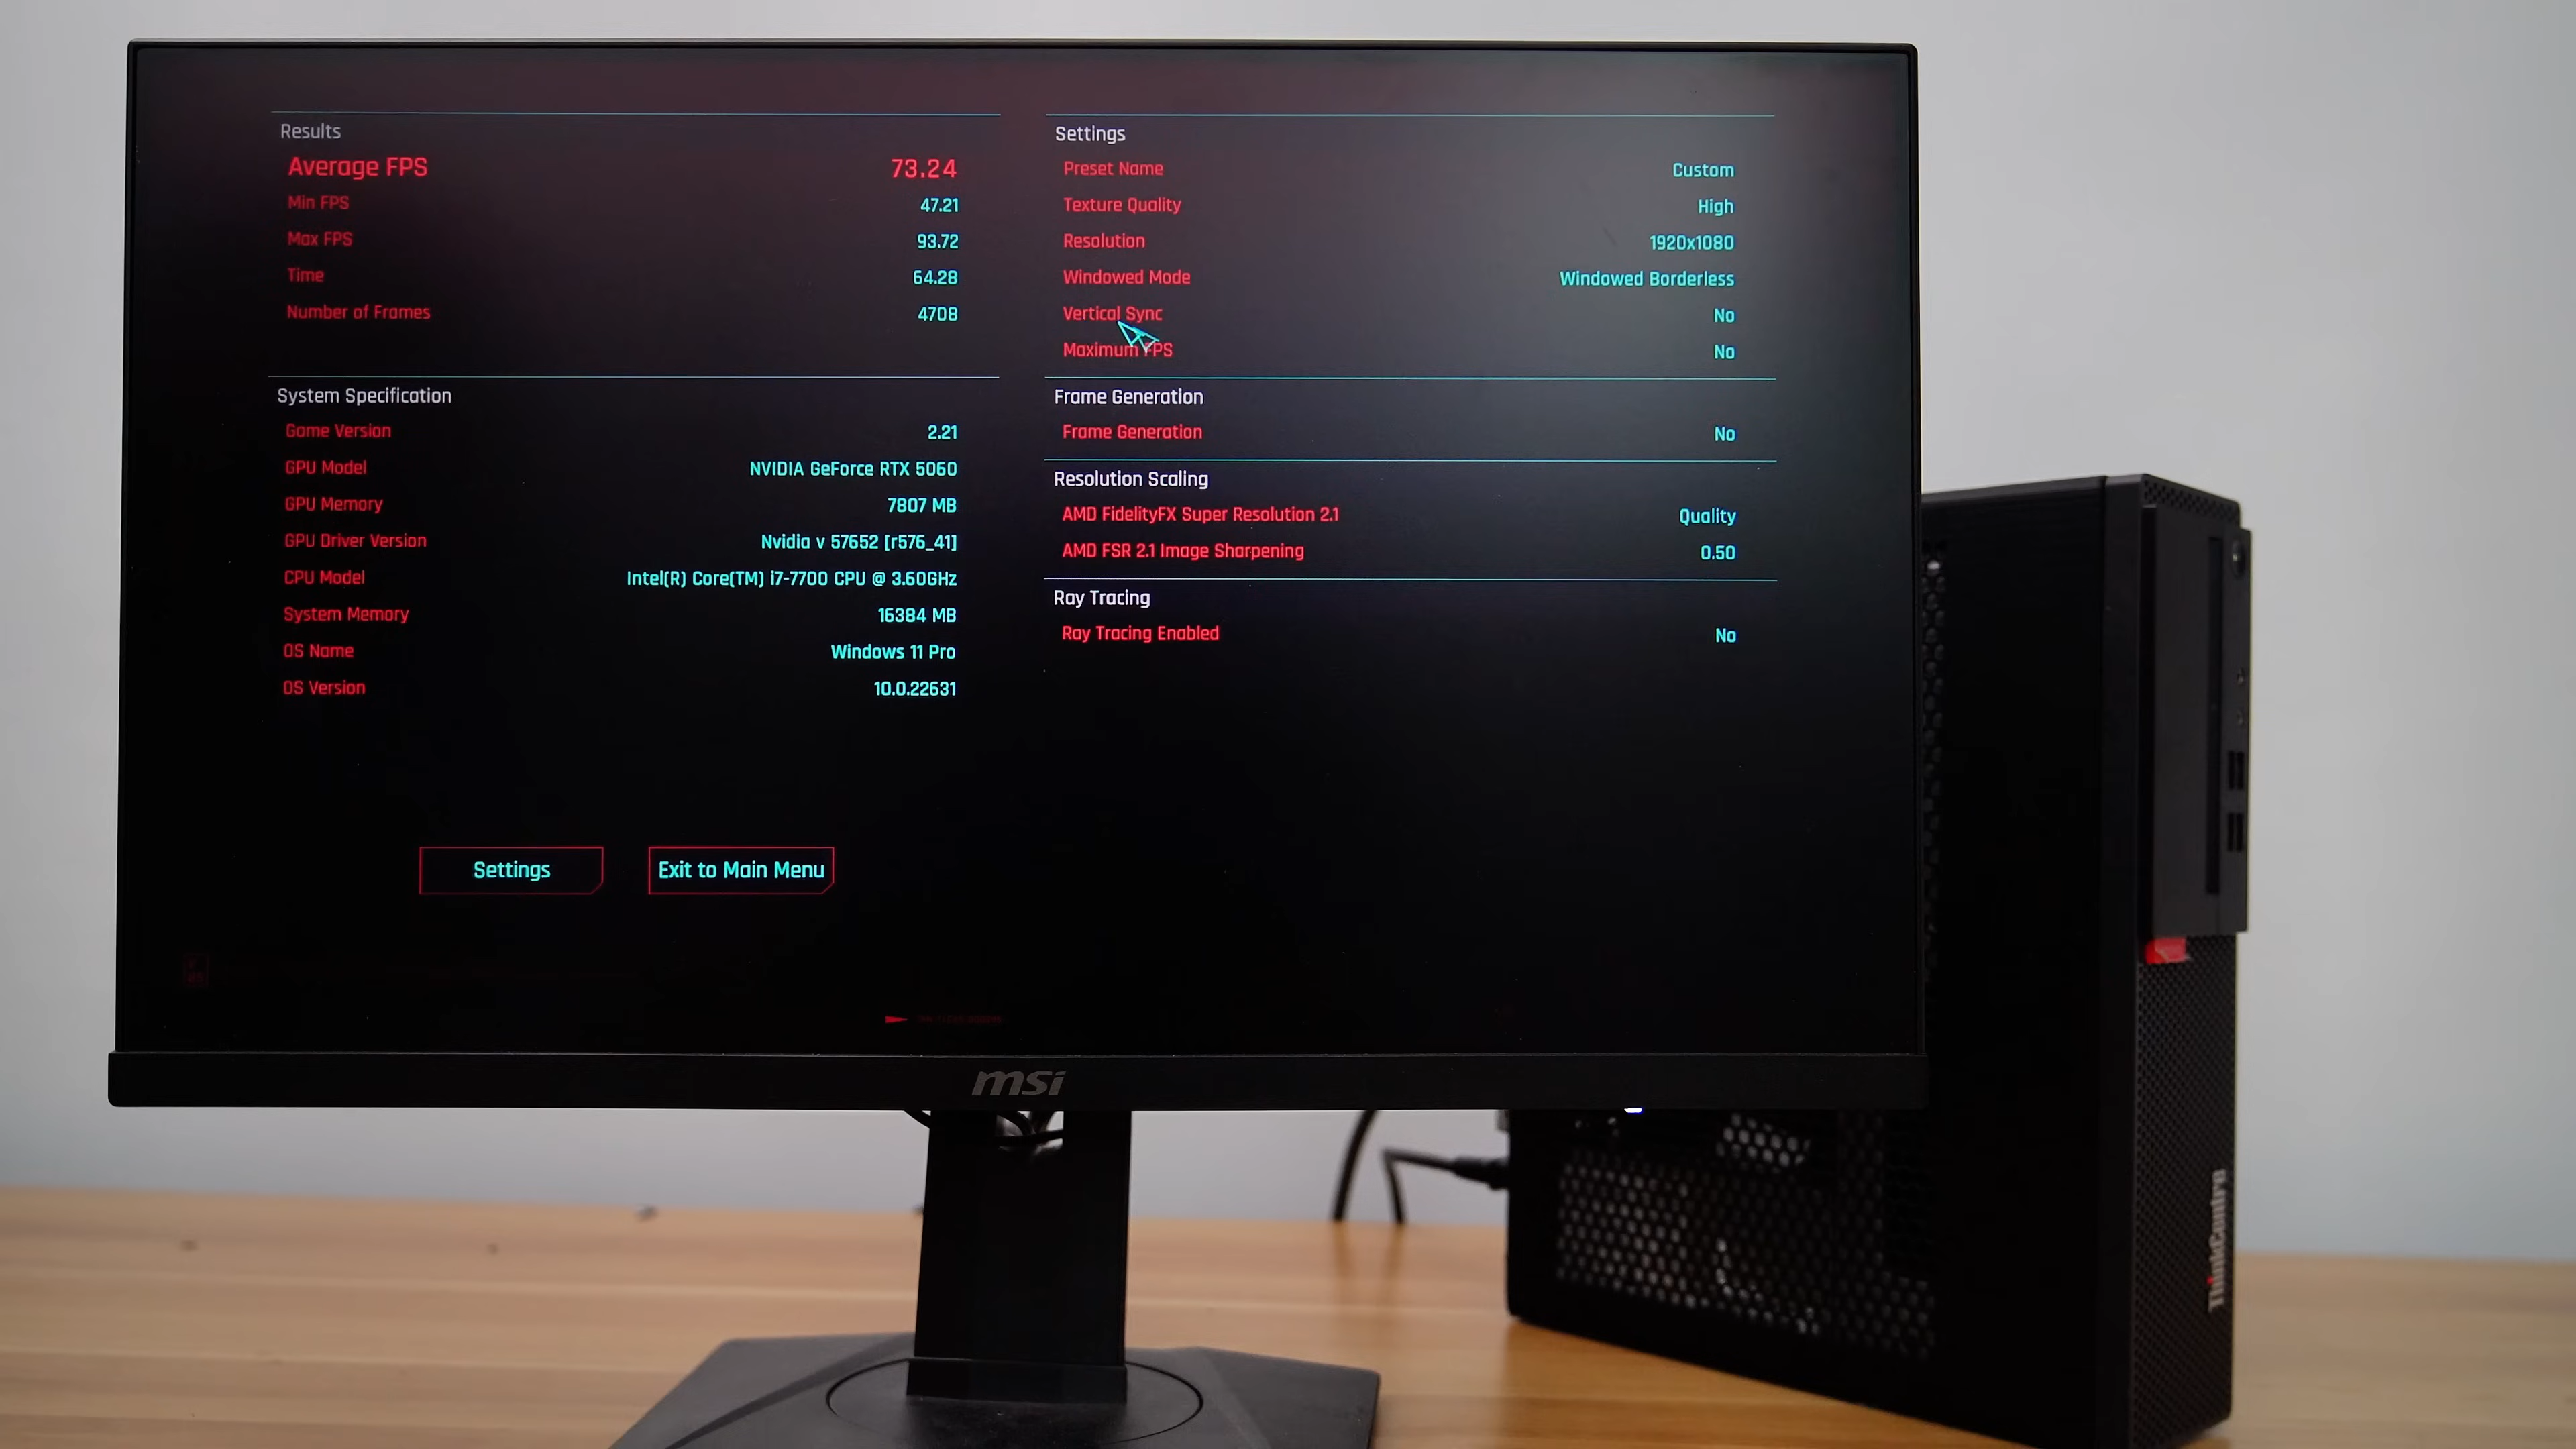 Results
Average FPS 73.24
Min FPS 47.21
Max FPS 93.72
Time 64.28
Number of Frames 4708
System Specification
Game Version 2.21
GPU Model NVIDIA GeForce RTX 5060
GPU Memory 7807 MB
GPU Driver Version Nvidia v 57652 [r576_41]
CPU Model Intel(R) Core(TM) i7-7700 CPU @ 3.60GHz
System Memory 16384 MB
OS Name Windows 11 Pro
OS Version 10.0.22631
Settings
Preset Name Custom
Texture Quality High
Resolution 1920x1080
Windowed Mode Windowed Borderless
Vertical Sync No
Maximum FPS No
Frame Generation
Frame Generation No
Resolution Scaling
AMD FidelityFX Super Resolution 2.1 Quality
AMD FSR 2.1 Image Sharpening 0.50
Ray Tracing
Ray Tracing Enabled No
Settings
Exit to Main Menu
msi
ThinkCentre